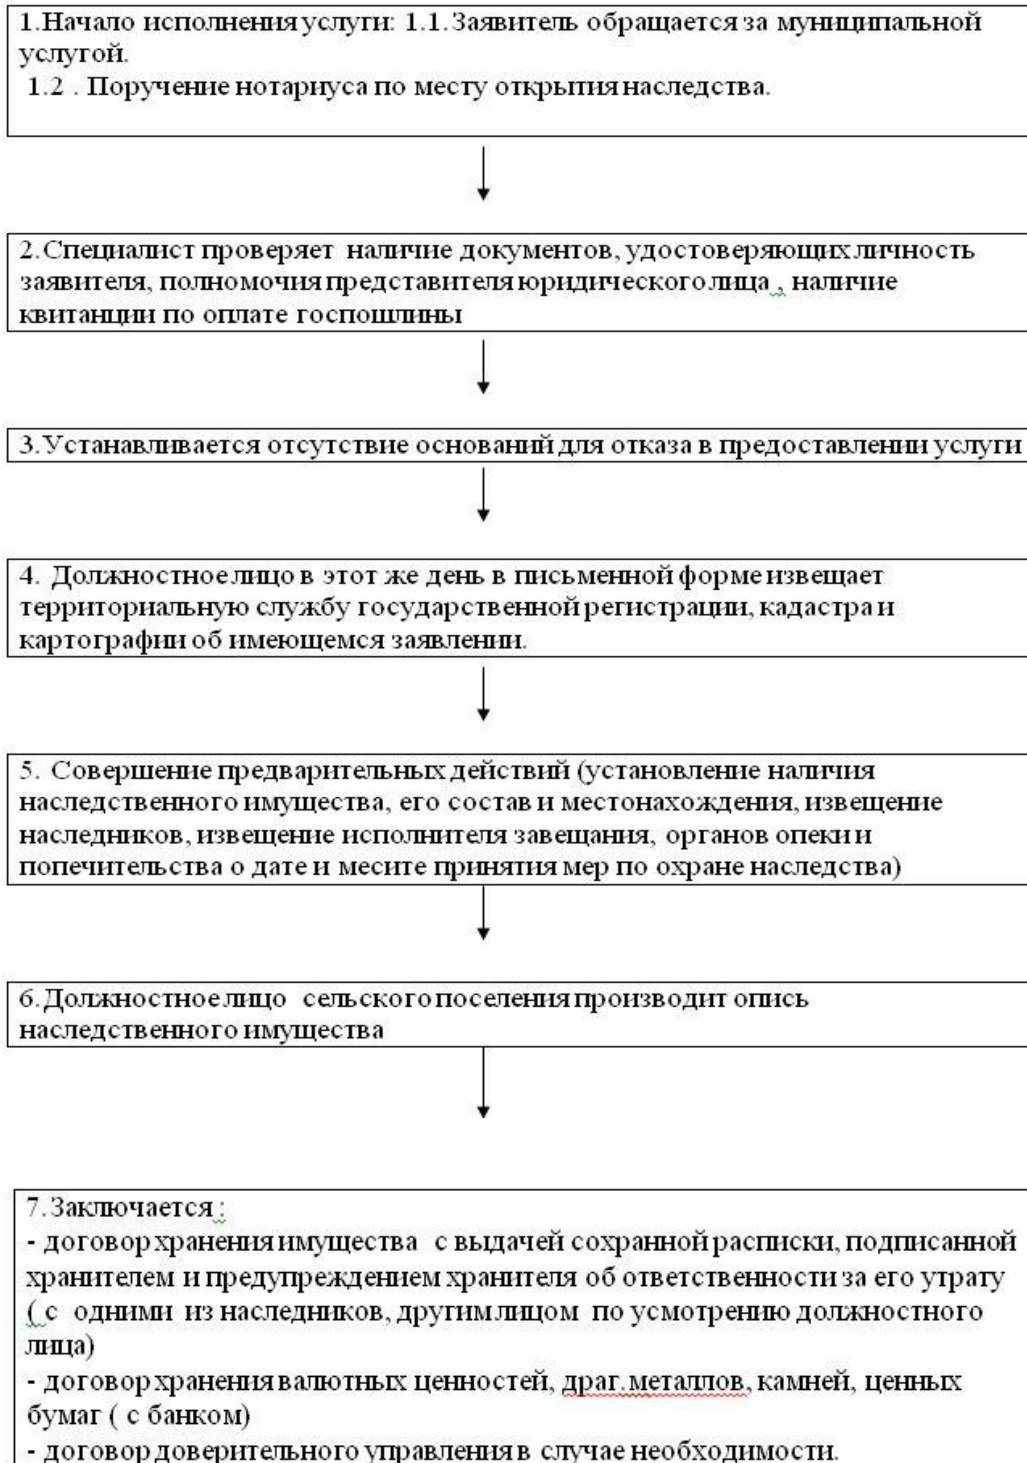 1.Начало исполнения услуги: 1.1.Заявитель обращается за муниципальной
услугой.
1.2 . Поручение нотариуса по месту открытия наследства.
2.Специалист проверяет наличие документов, удостоверяющих личность
заявителя, полномочия представителя юридического лица , наличие
квитанции по оплате госпошлины
3.Устанавливается отсутствие оснований для отказа в предоставлении услуги
4. Должностное лицо в этот же день в письменной форме извещает
территориальную службу государственной регистрации, кадастра и
картографии об имеющемся заявлении.
5. Совершение предварительных действий (установление наличия
наследственного имущества, его состав и местонахождения, извещение
наследников, извещение исполнителя завещания, органов опеки и
попечительства о дате и месите принятия мер по охране наследства)
6.Должностное лицо сельского поселения производит опись
наследственного имущества
7.Заключается :
- договор хранения имущества с выдачей сохранной расписки, подписанной
хранителем и предупреждением хранителя об ответственности за его утрату
( с одними из наследников, другим лицом по усмотрению должностного
лица)
- договор хранения валютных ценностей, драг.металлов, камней, ценных
бумаг ( с банком)
- договор доверительного управления в случае необходимости.